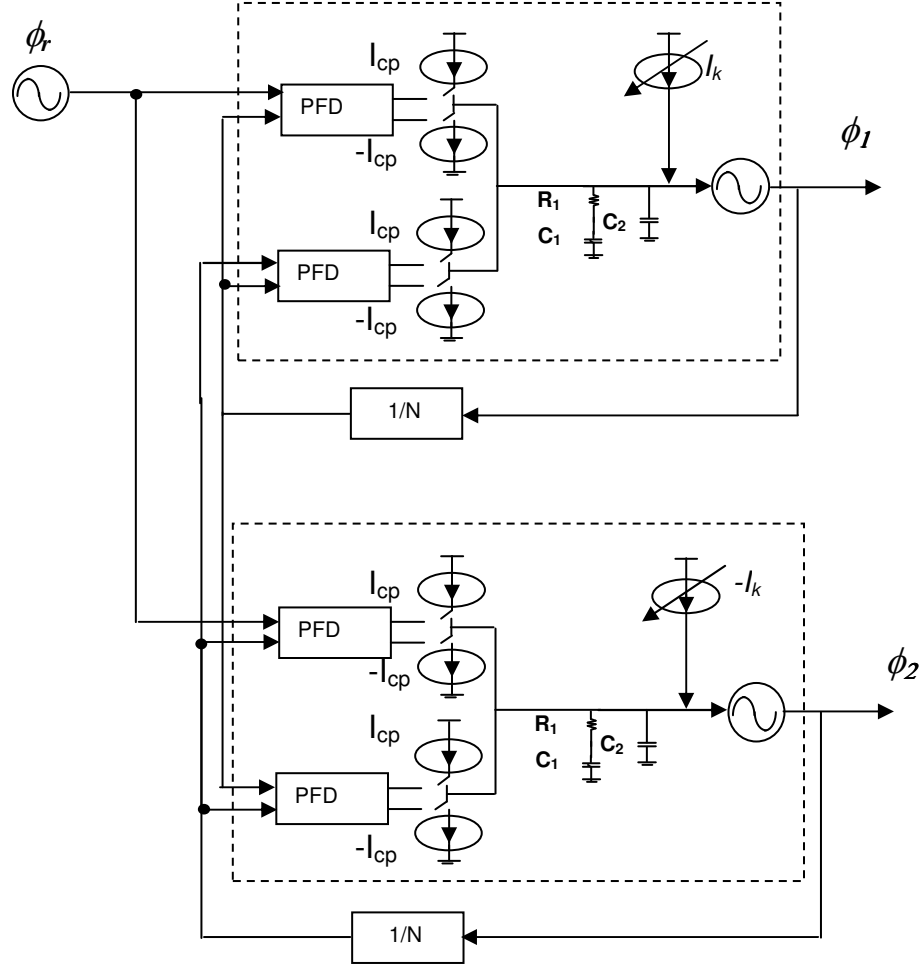 ϕr
Icp
PFD
-Icp
Ik
ϕ1
Icp
PFD
-Icp
R1
C1
C2
1/N
Icp
PFD
-Icp
-Ik
ϕ2
Icp
PFD
-Icp
R1
C1
C2
1/N